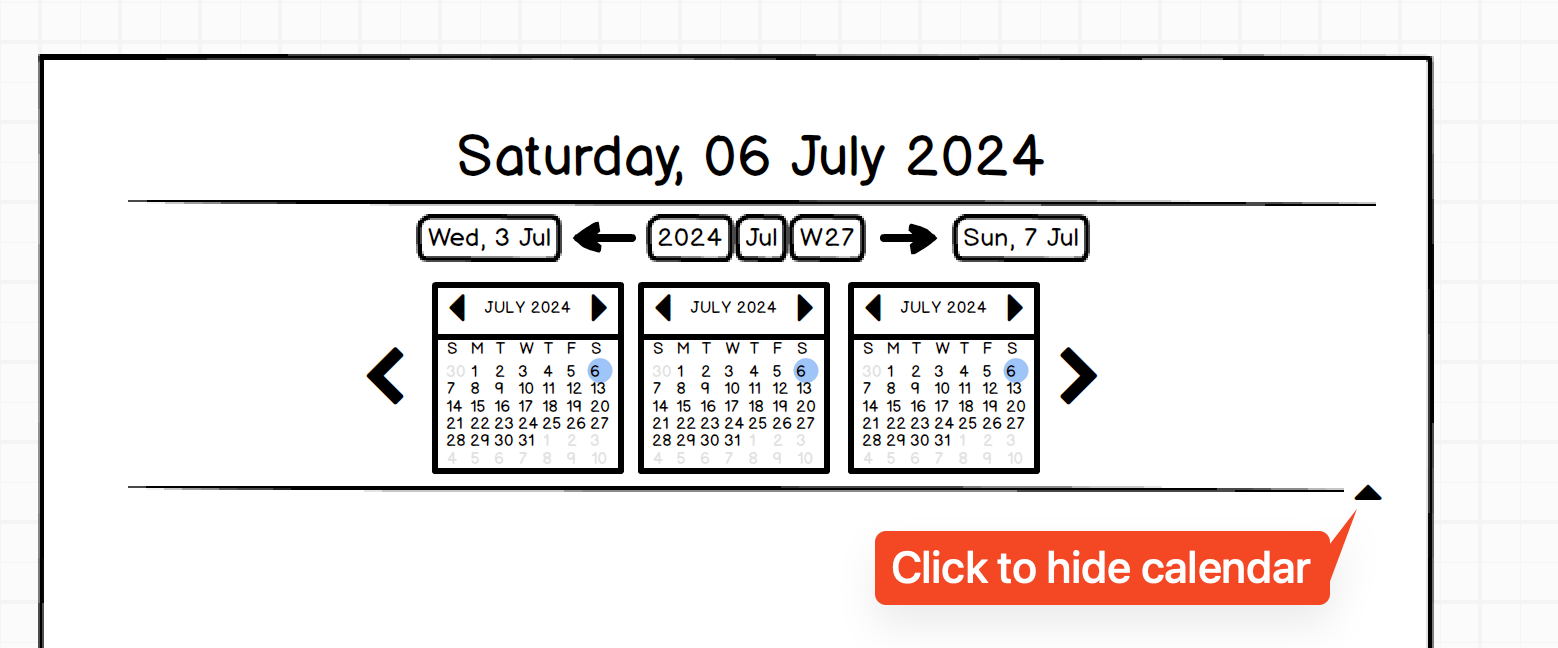 Saturday, 06 July 2024
Wed, 3 Jul 2024 Jul W27 Sun, 7 Jul
JULY 2024 JULY 2024 JULY 2024
S M T W T F S S M T W T F S S M T W T F S
30 1 2 3 4 5 6 30 1 2 3 4 5 6 30 1 2 3 4 5 6
7 8 9 10 11 12 13 7 8 9 10 11 12 13 7 8 9 10 11 12 13
14 15 16 17 18 19 20 14 15 16 17 18 19 20 14 15 16 17 18 19 20
21 22 23 24 25 26 27 21 22 23 24 25 26 27 21 22 23 24 25 26 27
28 29 30 31 1 2 3 28 29 30 31 1 2 3 28 29 30 31 1 2 3
4 5 6 7 8 9 10 4 5 6 7 8 9 10 4 5 6 7 8 9 10
Click to hide calendar